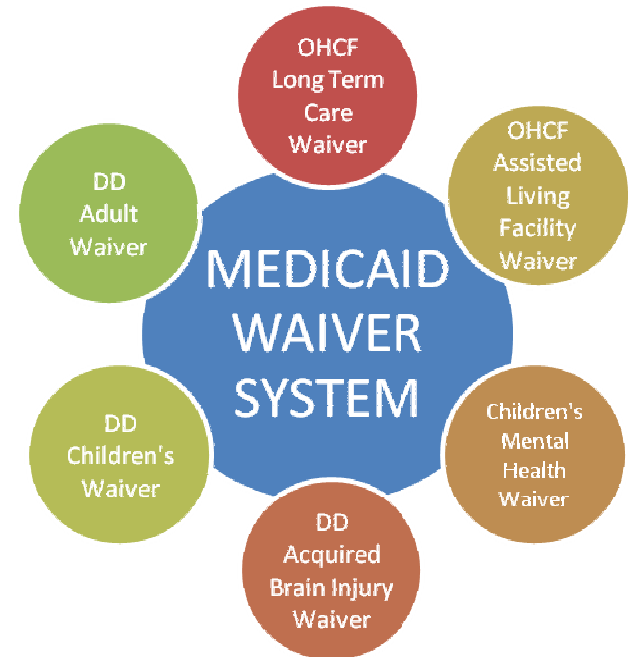 OHCF
Long Term
Care
Waiver
OHCF
Assisted
Living
Facility
Waiver
Children's
Mental
Health
Waiver
DD
Acquired
Brain Injury
Waiver
DD
Children's
Waiver
DD
Adult
Waiver
MEDICAID
WAIVER
SYSTEM